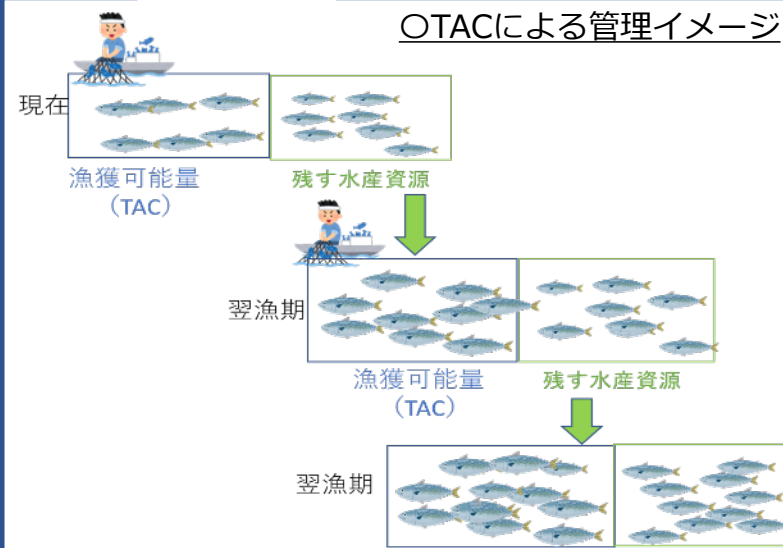 〇TACによる管理イメージ
現在
漁獲可能量
（TAC）
残す水産資源
翌漁期
漁獲可能量
（TAC）
残す水産資源
翌漁期